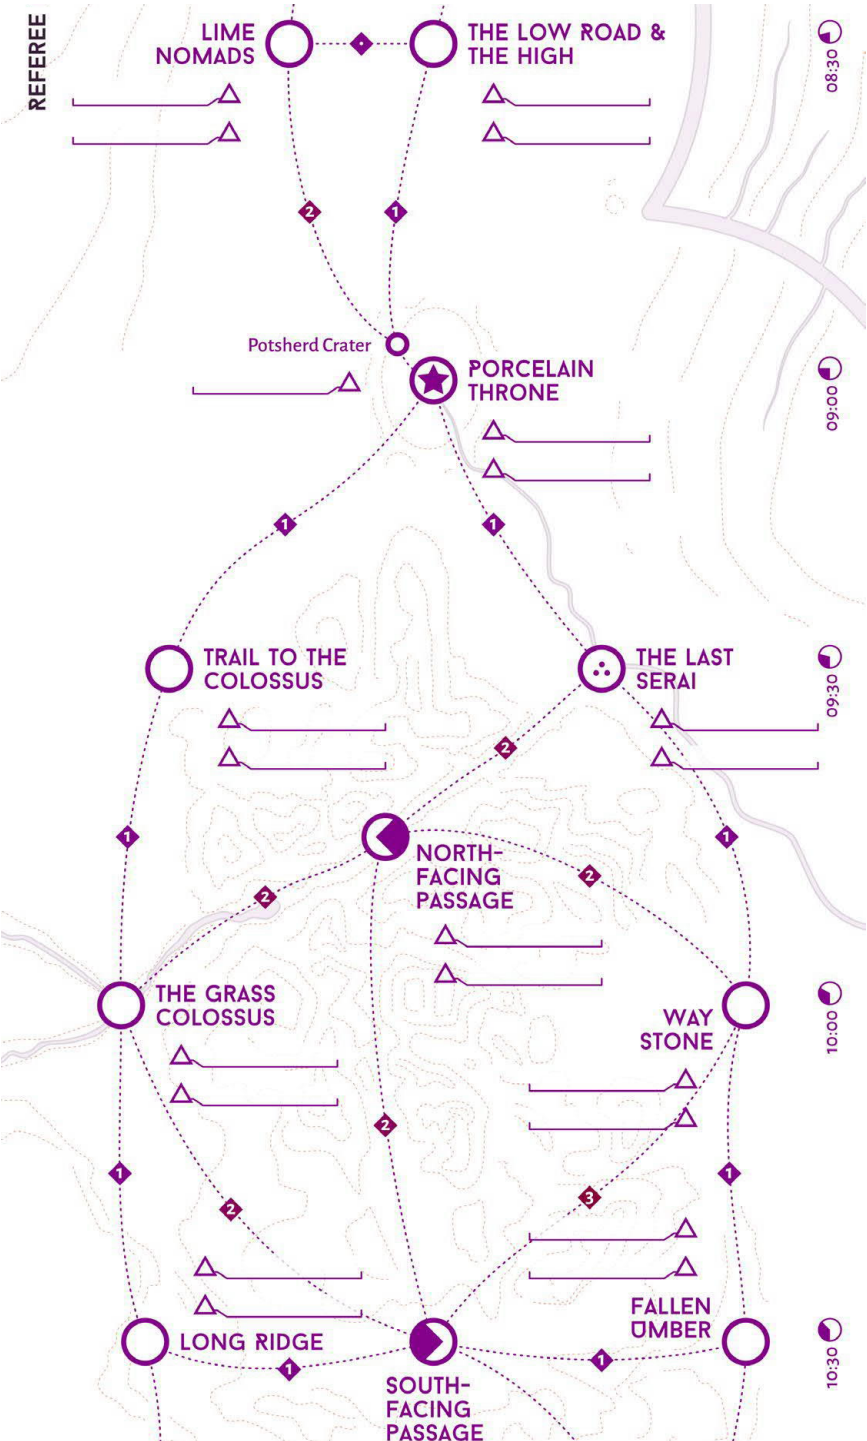 REFEREE
LIME
NOMADS
THE LOW ROAD &
THE HIGH
08:30
2
1
Potsherd Crater
PORCELAIN
THRONE
09:00
1
1
TRAIL TO THE
COLOSSUS
THE LAST
SERAI
09:30
2
1
1
NORTH-
FACING
PASSAGE
2
2
THE GRASS
COLOSSUS
WAY
STONE
10:00
2
1
1
3
2
FALLEN
ŪMBER
LONG RIDGE
10:30
1
1
SOUTH-
FACING
PASSAGE